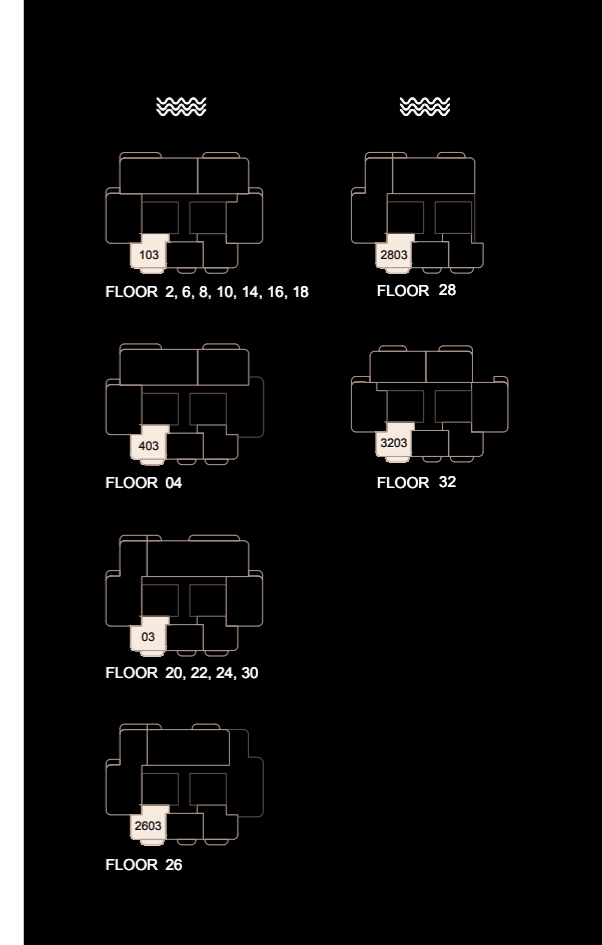 103
FLOOR 2, 6, 8, 10, 14, 16, 18
2803
FLOOR 28
403
FLOOR 04
3203
FLOOR 32
03
FLOOR 20, 22, 24, 30
2603
FLOOR 26